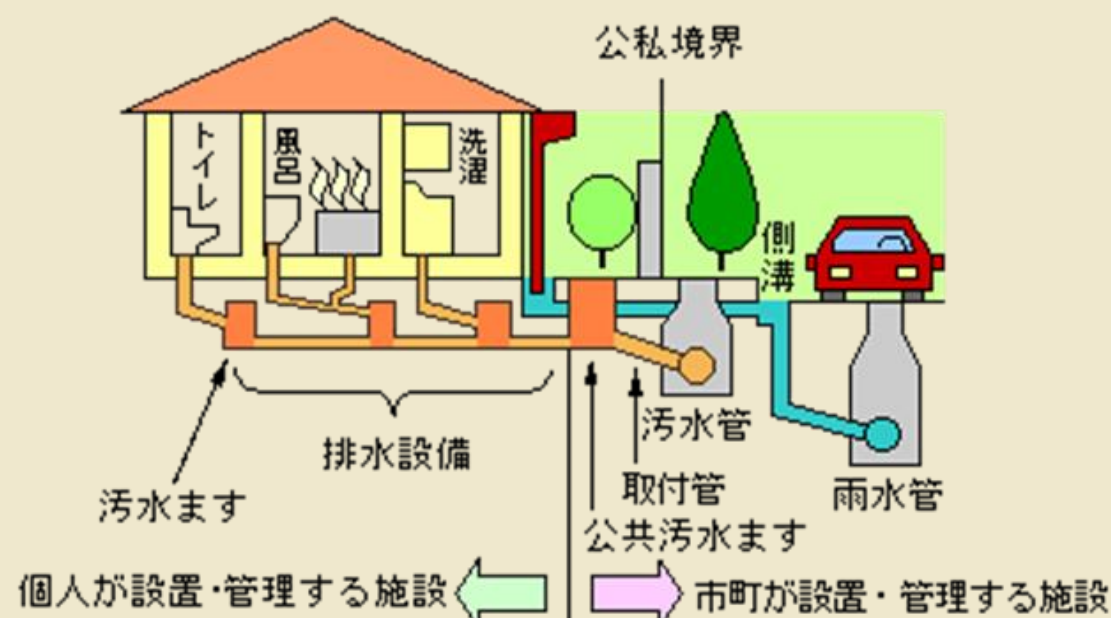 公私境界
トイレ
風呂
洗濯
側溝
汚水管
排水設備
取付管
雨水管
汚水ます
公共汚水ます
個人が設置・管理する施設
市町が設置・管理する施設